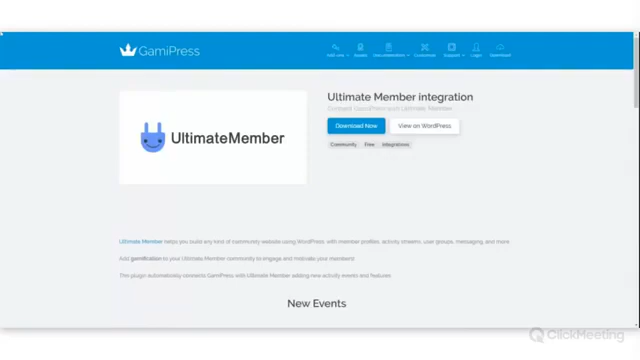 GamiPress
Add-ons
Assets
Documentation
Customize
Support
Login
Download
UltimateMember
Ultimate Member integration
Connect GamiPress with Ultimate Member
Download Now
View on WordPress
Community
Free
Integrations
Ultimate Member helps you build any kind of community website using WordPress with member profiles, activity streams, user groups, messaging, and more.
Add gamification to your Ultimate Member community to engage and motivate your members!
This plugin automatically connects GamiPress with Ultimate Member adding new activity events and features.
New Events
ClickMeeting